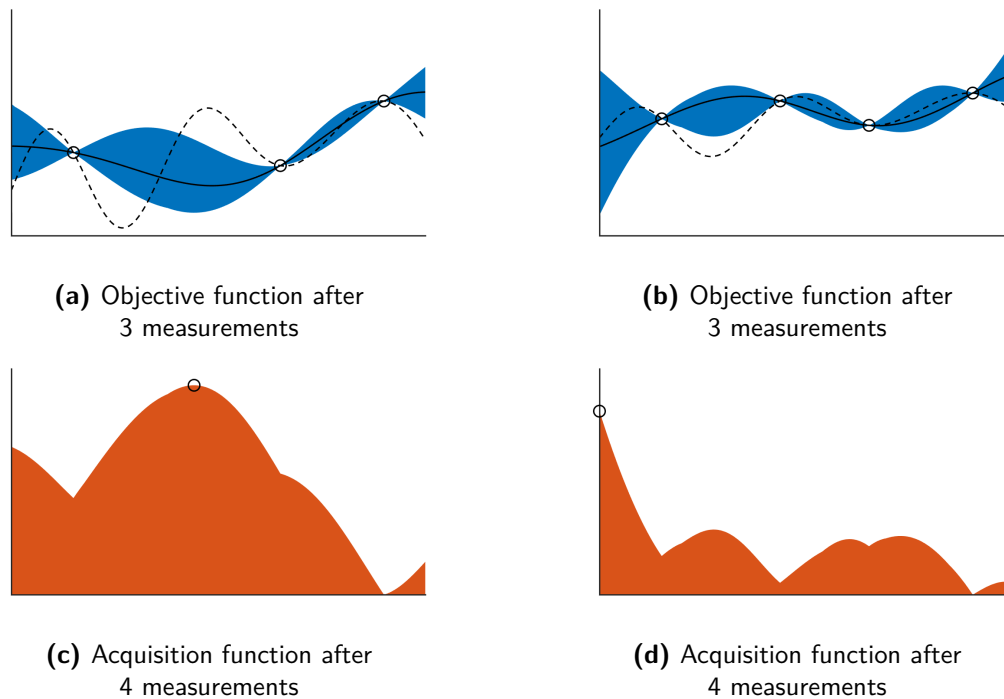 (a) Objective function after
3 measurements
(b) Objective function after
3 measurements
(c) Acquisition function after
4 measurements
(d) Acquisition function after
4 measurements